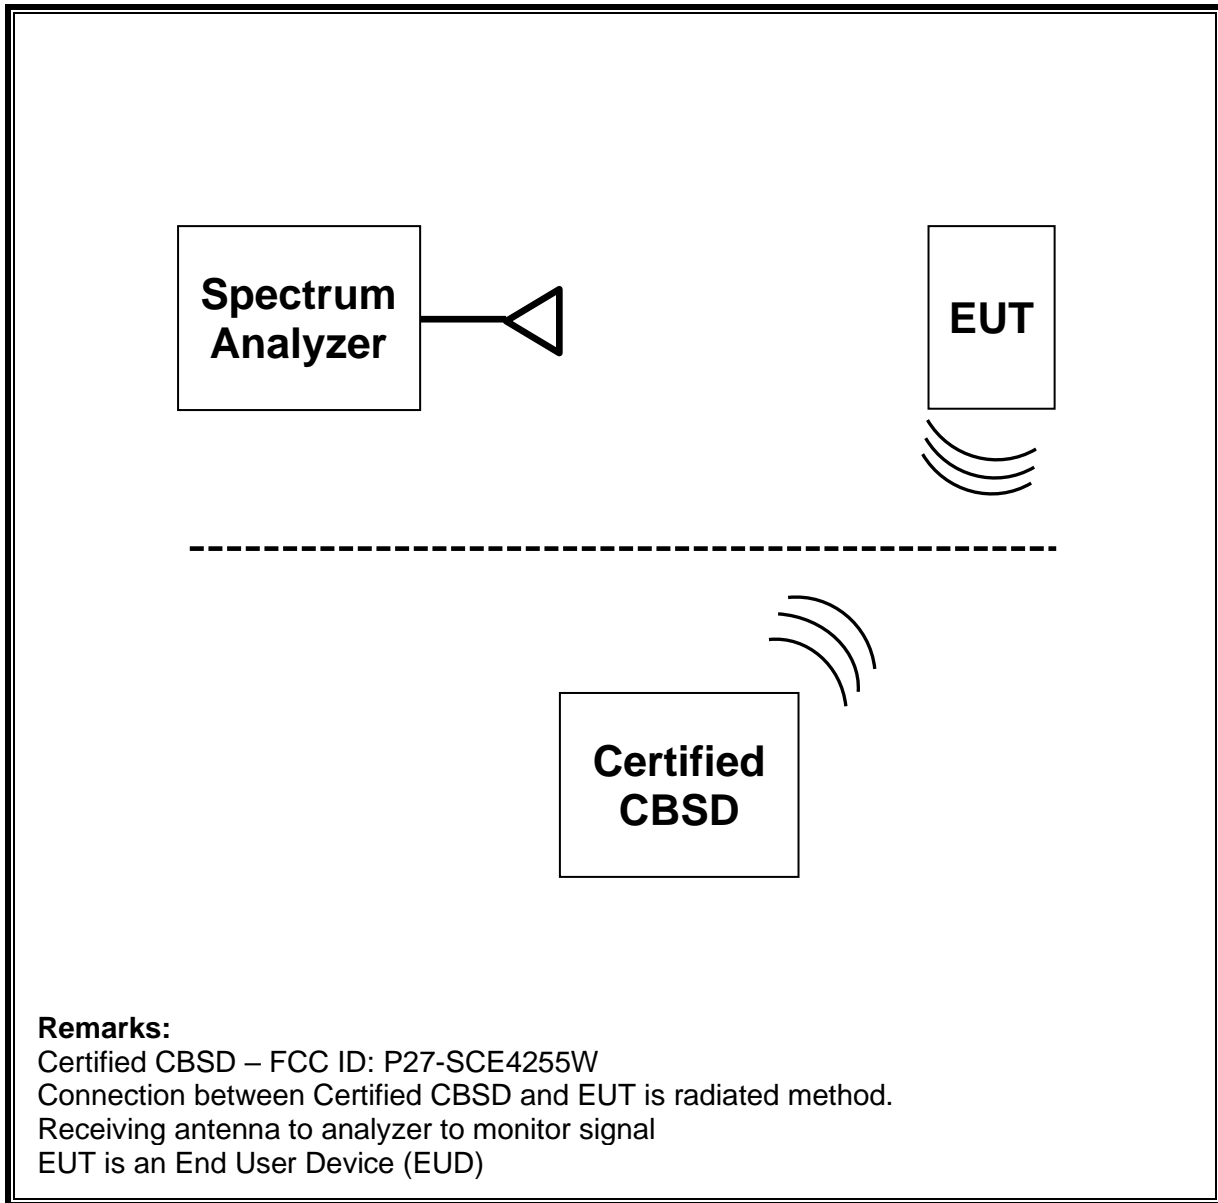 Spectrum
Analyzer
EUT
Certified
CBSD
Remarks:
Certified CBSD – FCC ID: P27-SCE4255W
Connection between Certified CBSD and EUT is radiated method.
Receiving antenna to analyzer to monitor signal
EUT is an End User Device (EUD)